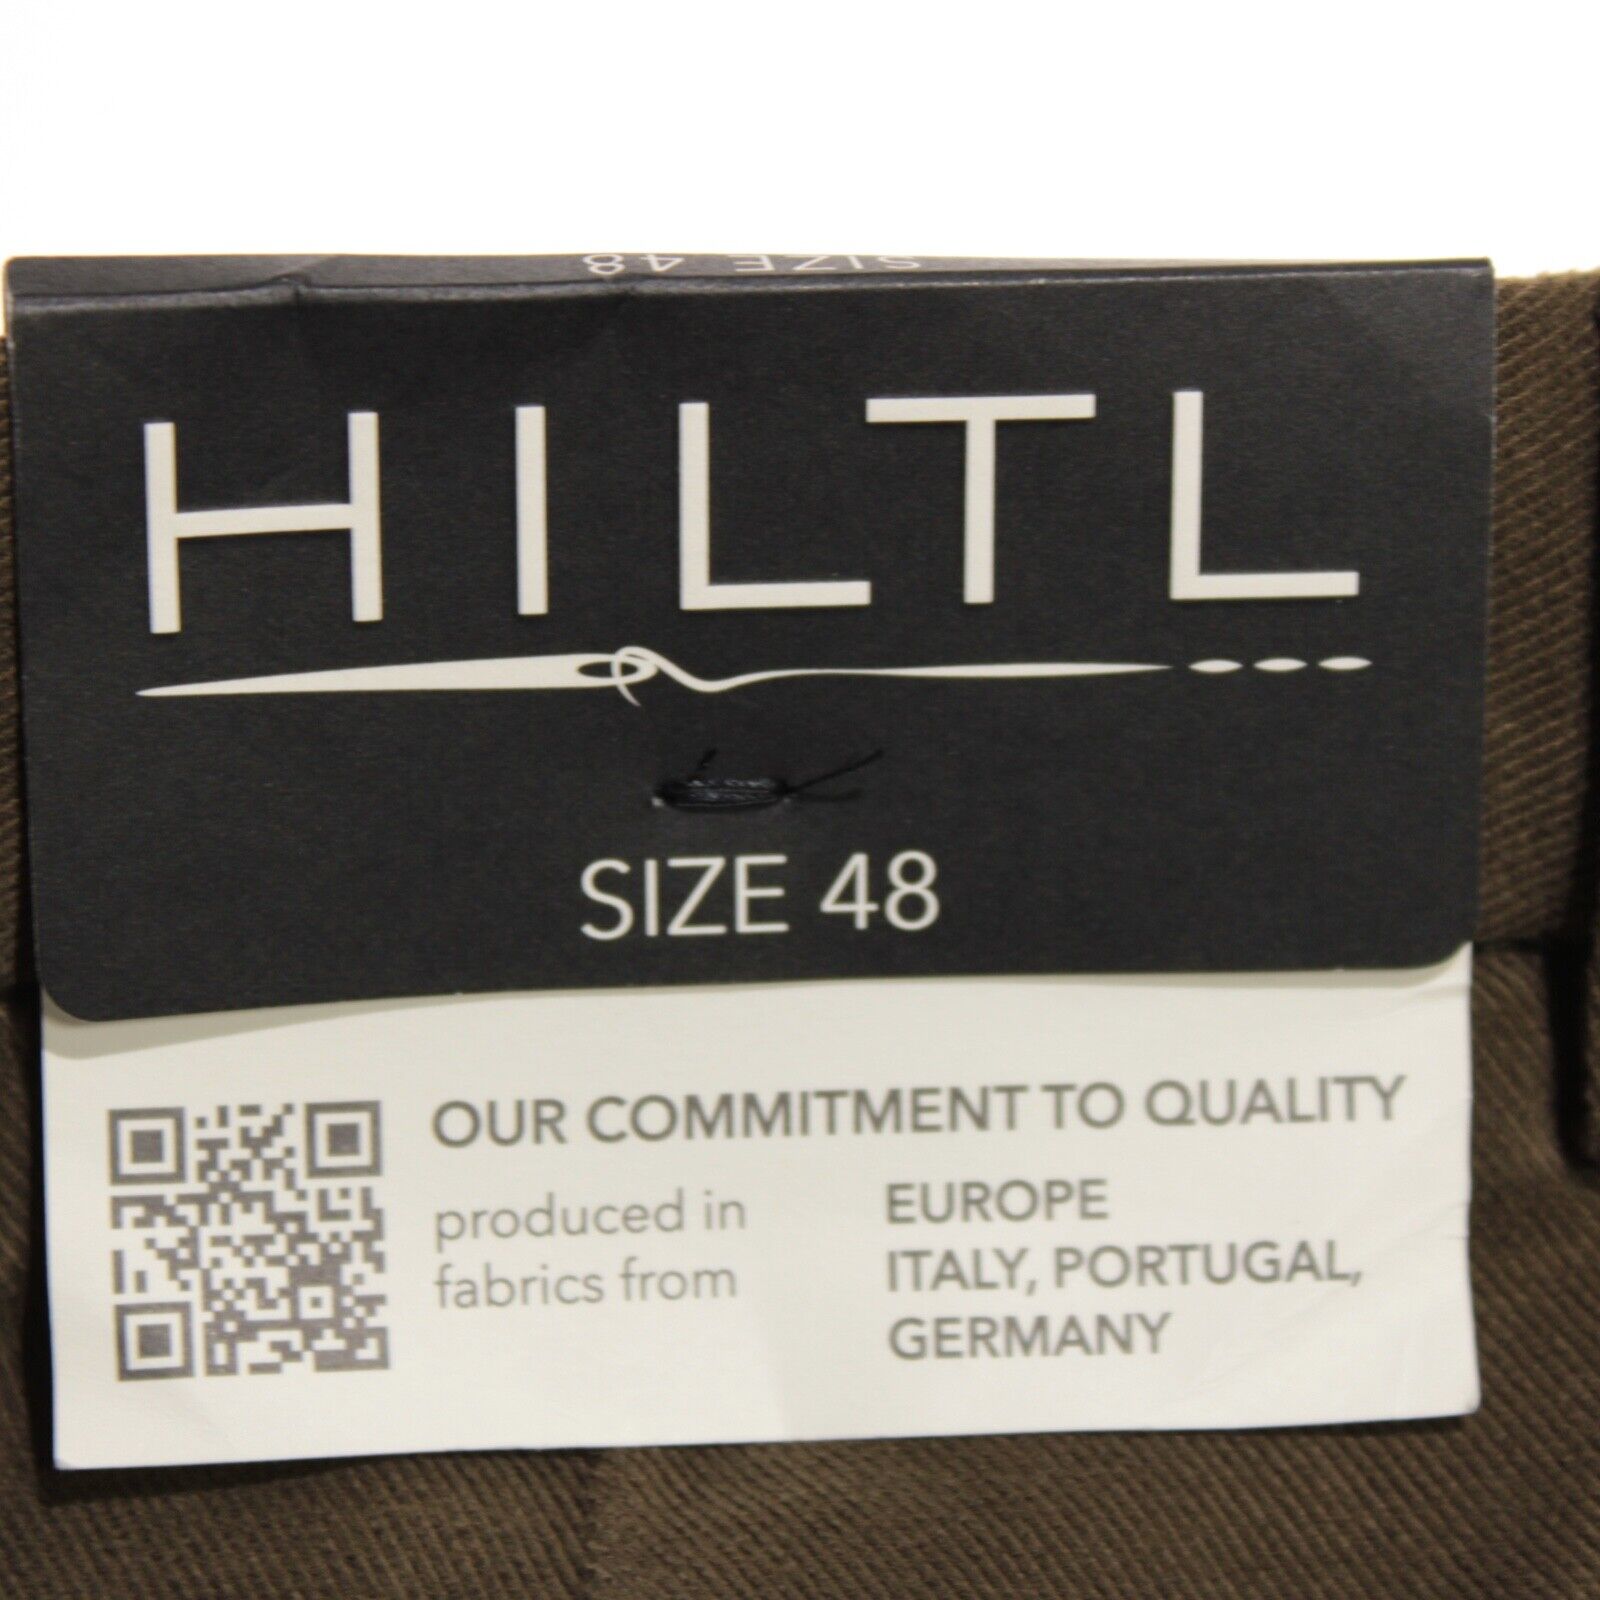 SIZE 48
HILTL
SIZE 48
OUR COMMITMENT TO QUALITY
produced in EUROPE
fabrics from ITALY, PORTUGAL,
GERMANY